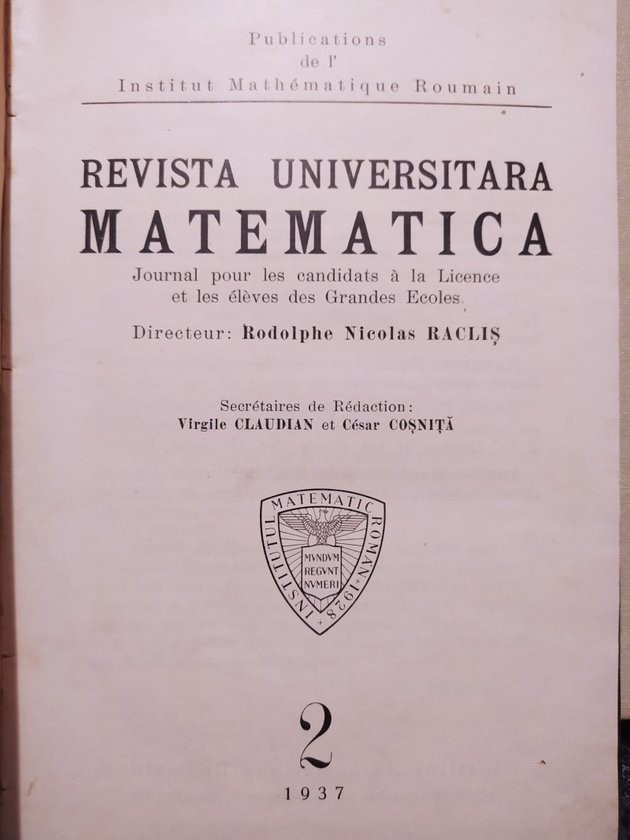 Publications
de l'
Institut Mathématique Roumain
REVISTA UNIVERSITARA
MATEMATICA
Journal pour les candidats à la Licence
et les élèves des Grandes Ecoles
Directeur: Rodolphe Nicolas RACLIȘ
Secrétaires de Rédaction:
Virgile CLAUDIAN et César COȘNIȚĂ
INSTITUTUL MATEMATIC ROMAN + 1928 +
MVNDVM
REGVNT
NVMERI
2
1937